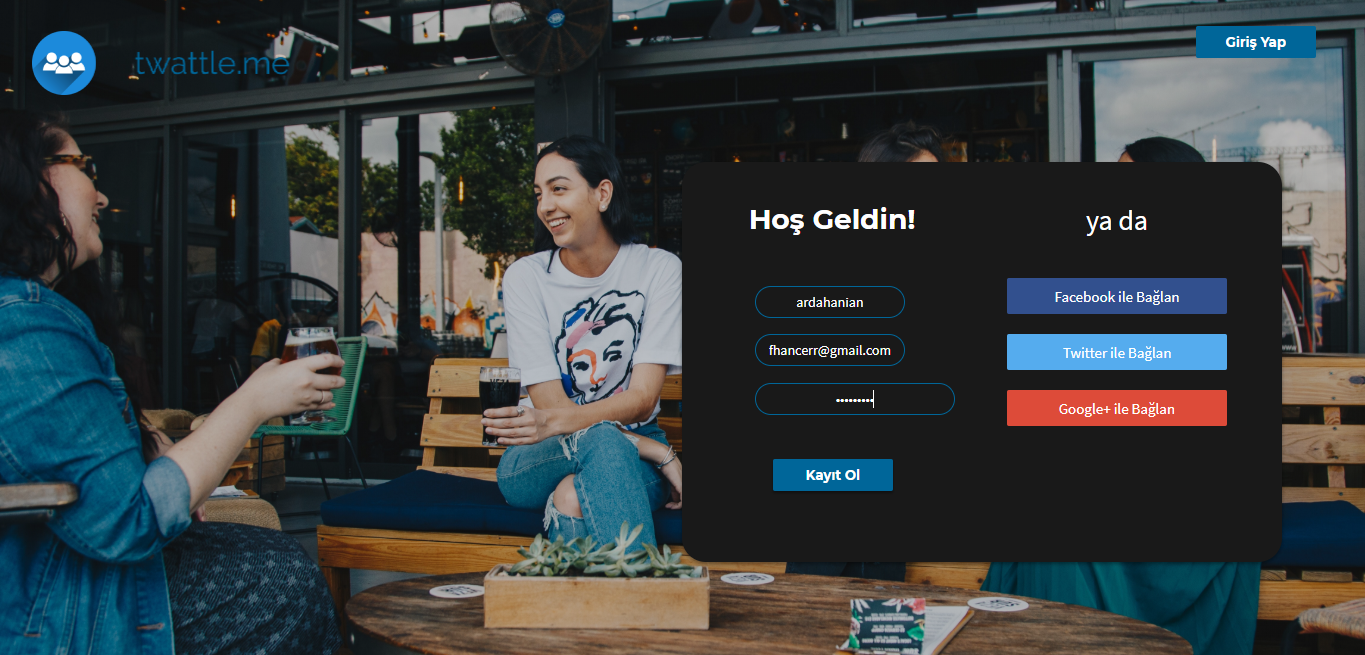 twattle.me
Giriş Yap
Hoş Geldin!
ya da
ardahanian
Facebook ile Bağlan
fhancerr@gmail.com
Twitter ile Bağlan
•••••••••
Google+ ile Bağlan
Kayıt Ol